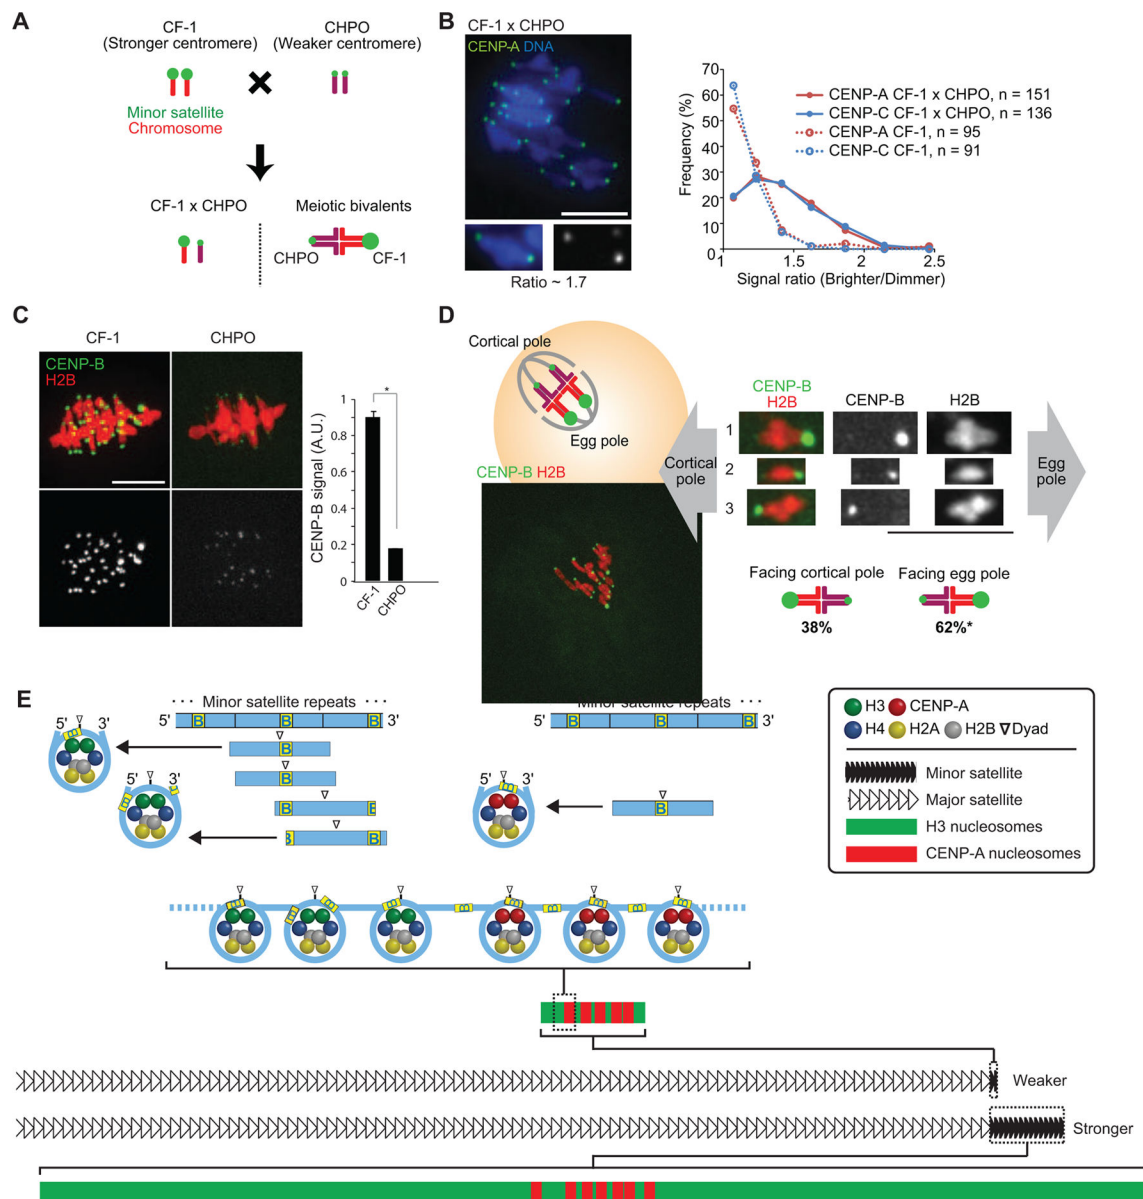 A
CF-1
(Stronger centromere)
CHPO
(Weaker centromere)
Minor satellite
Chromosome
CF-1 x CHPO
Meiotic bivalents
CHPO
CF-1
B
CF-1 x CHPO
CENP-A DNA
Ratio ~ 1.7
Frequency (%)
70
60
50
40
30
20
10
0
1
1.5
2
2.5
Signal ratio (Brighter/Dimmer)
CENP-A CF-1 x CHPO, n = 151
CENP-C CF-1 x CHPO, n = 136
CENP-A CF-1, n = 95
CENP-C CF-1, n = 91
C
CF-1
CHPO
CENP-B
H2B
CENP-B signal (A.U.)
1
0.8
0.6
0.4
0.2
0
*
CF-1
CHPO
D
Cortical pole
Egg pole
CENP-B H2B
Cortical
pole
CENP-B
H2B
CENP-B
H2B
1
2
3
Egg
pole
Facing cortical pole
38%
Facing egg pole
62%*
E
5' 3'
5' 3'
··· Minor satellite repeats ···
5' 3'
B B B
B
B
B B
B B
··· Minor satellite repeats ···
5' 3'
B B B
5' 3'
B
H3 CENP-A
H4 H2A H2B Dyad
Minor satellite
Major satellite
H3 nucleosomes
CENP-A nucleosomes
Weaker
Stronger